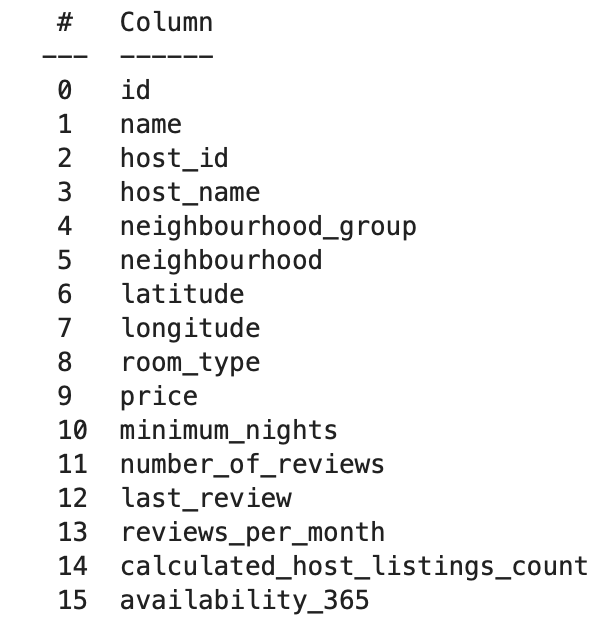 #   Column
---  ------
0   id
1   name
2   host_id
3   host_name
4   neighbourhood_group
5   neighbourhood
6   latitude
7   longitude
8   room_type
9   price
10  minimum_nights
11  number_of_reviews
12  last_review
13  reviews_per_month
14  calculated_host_listings_count
15  availability_365